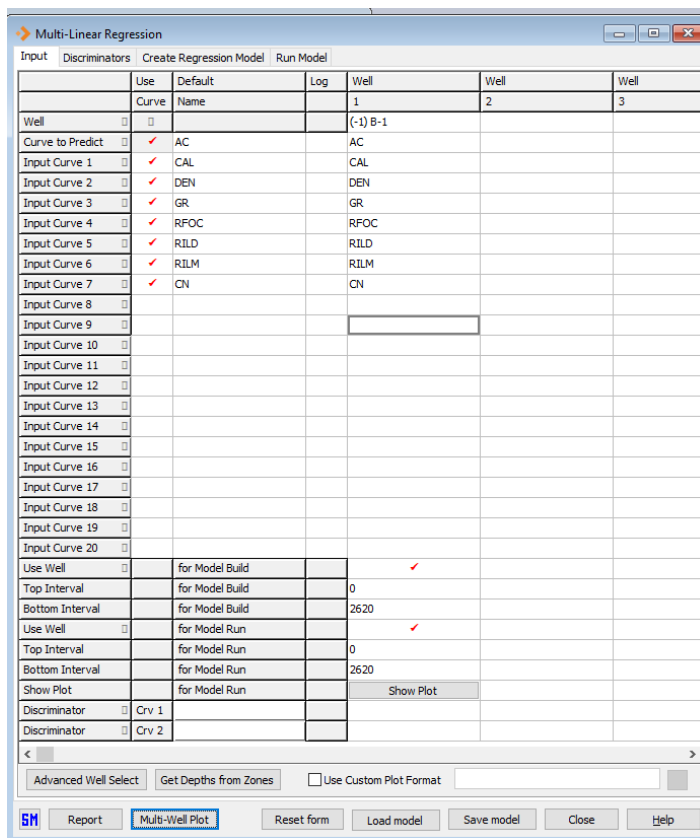 Multi-Linear Regression
Input Discriminators Create Regression Model Run Model
Use Default Log Well Well Well
Curve Name 1 2 3
Well (-1) B-1
Curve to Predict AC AC
Input Curve 1 CAL CAL
Input Curve 2 DEN DEN
Input Curve 3 GR GR
Input Curve 4 RFOC RFOC
Input Curve 5 RILD RILD
Input Curve 6 RILM RILM
Input Curve 7 CN CN
Input Curve 8
Input Curve 9
Input Curve 10
Input Curve 11
Input Curve 12
Input Curve 13
Input Curve 14
Input Curve 15
Input Curve 16
Input Curve 17
Input Curve 18
Input Curve 19
Input Curve 20
Use Well for Model Build
Top Interval for Model Build 0
Bottom Interval for Model Build 2620
Use Well for Model Run
Top Interval for Model Run 0
Bottom Interval for Model Run 2620
Show Plot for Model Run Show Plot
Discriminator Crv 1
Discriminator Crv 2
Advanced Well Select Get Depths from Zones Use Custom Plot Format
SM Report Multi-Well Plot Reset form Load model Save model Close Help